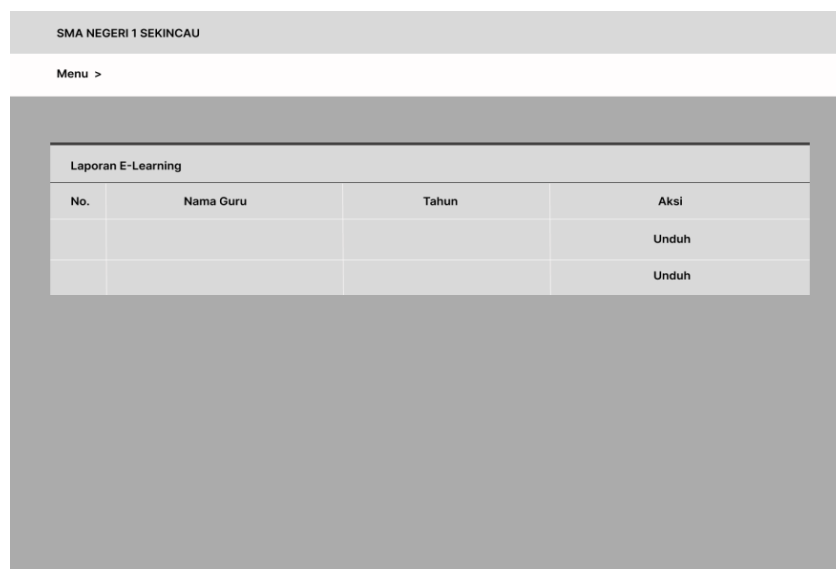 SMA NEGERI 1 SEKINCAU
Menu >
Laporan E-Learning
No. Nama Guru Tahun Aksi
Unduh
Unduh